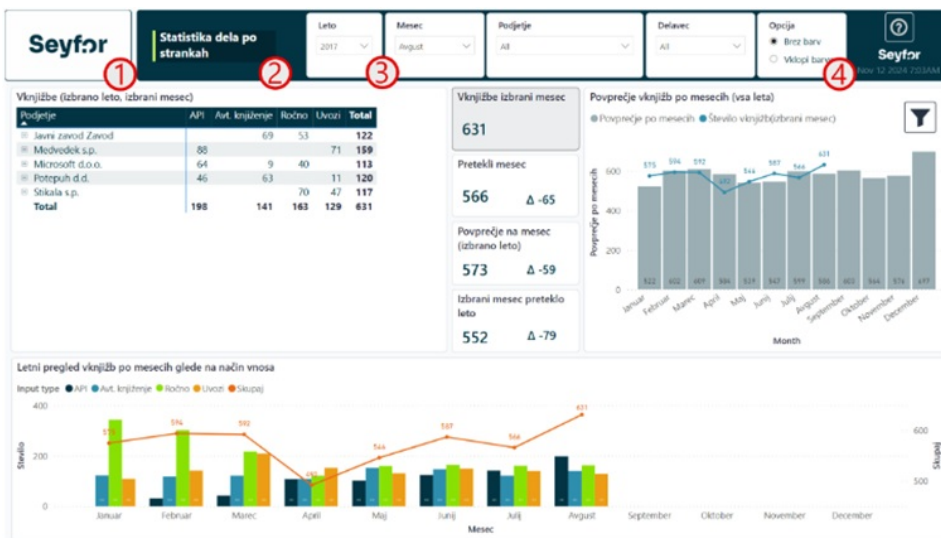 Seyfor
1
Statistika dela po
strankah
2
Leto
2017
Mesec
Avgust
3
Podjetje
All
Delavec
All
Opcija
Brez barv
Vklopi barv
4
?
Seyfor
Nov 12 2024 7:03AM
Vknjižbe (izbrano leto, izbrani mesec)
Podjetje API Avt. knjiženje Ročno Uvozi Total
Javni zavod Zavod 69 53 122
Medvedek s.p. 88 71 159
Microsoft d.o.o. 64 9 40 113
Potepuh d.d. 46 63 11 120
Stikala s.p. 70 47 117
Total 198 141 163 129 631
Vknjižbe izbrani mesec
631
Pretekli mesec
566 Δ -65
Povprečje na mesec
(izbrano leto)
573 Δ -59
Izbrani mesec preteklo
leto
552 Δ -79
Povprečje vknjižb po mesecih (vsa leta)
Povprečje po mesecih Število vknjižb(izbrani mesec)
Povprečje po mesecih
600
400
200
0
575 594 592 492 544 587 566 631
522 602 609 584 539 547 599 588 603 564 576 697
Januar Februar Marec April Maj Junij Julij Avgust September Oktober November December
Month
Letni pregled vknjižb po mesecih glede na način vnosa
Input type API Avt. knjiženje Ročno Uvozi Skupaj
Število
400
200
0
575 594 592 492 544 587 566 631
600
500
Skupaj
Januar Februar Marec April Maj Junij Julij Avgust September Oktober November December
Mesec